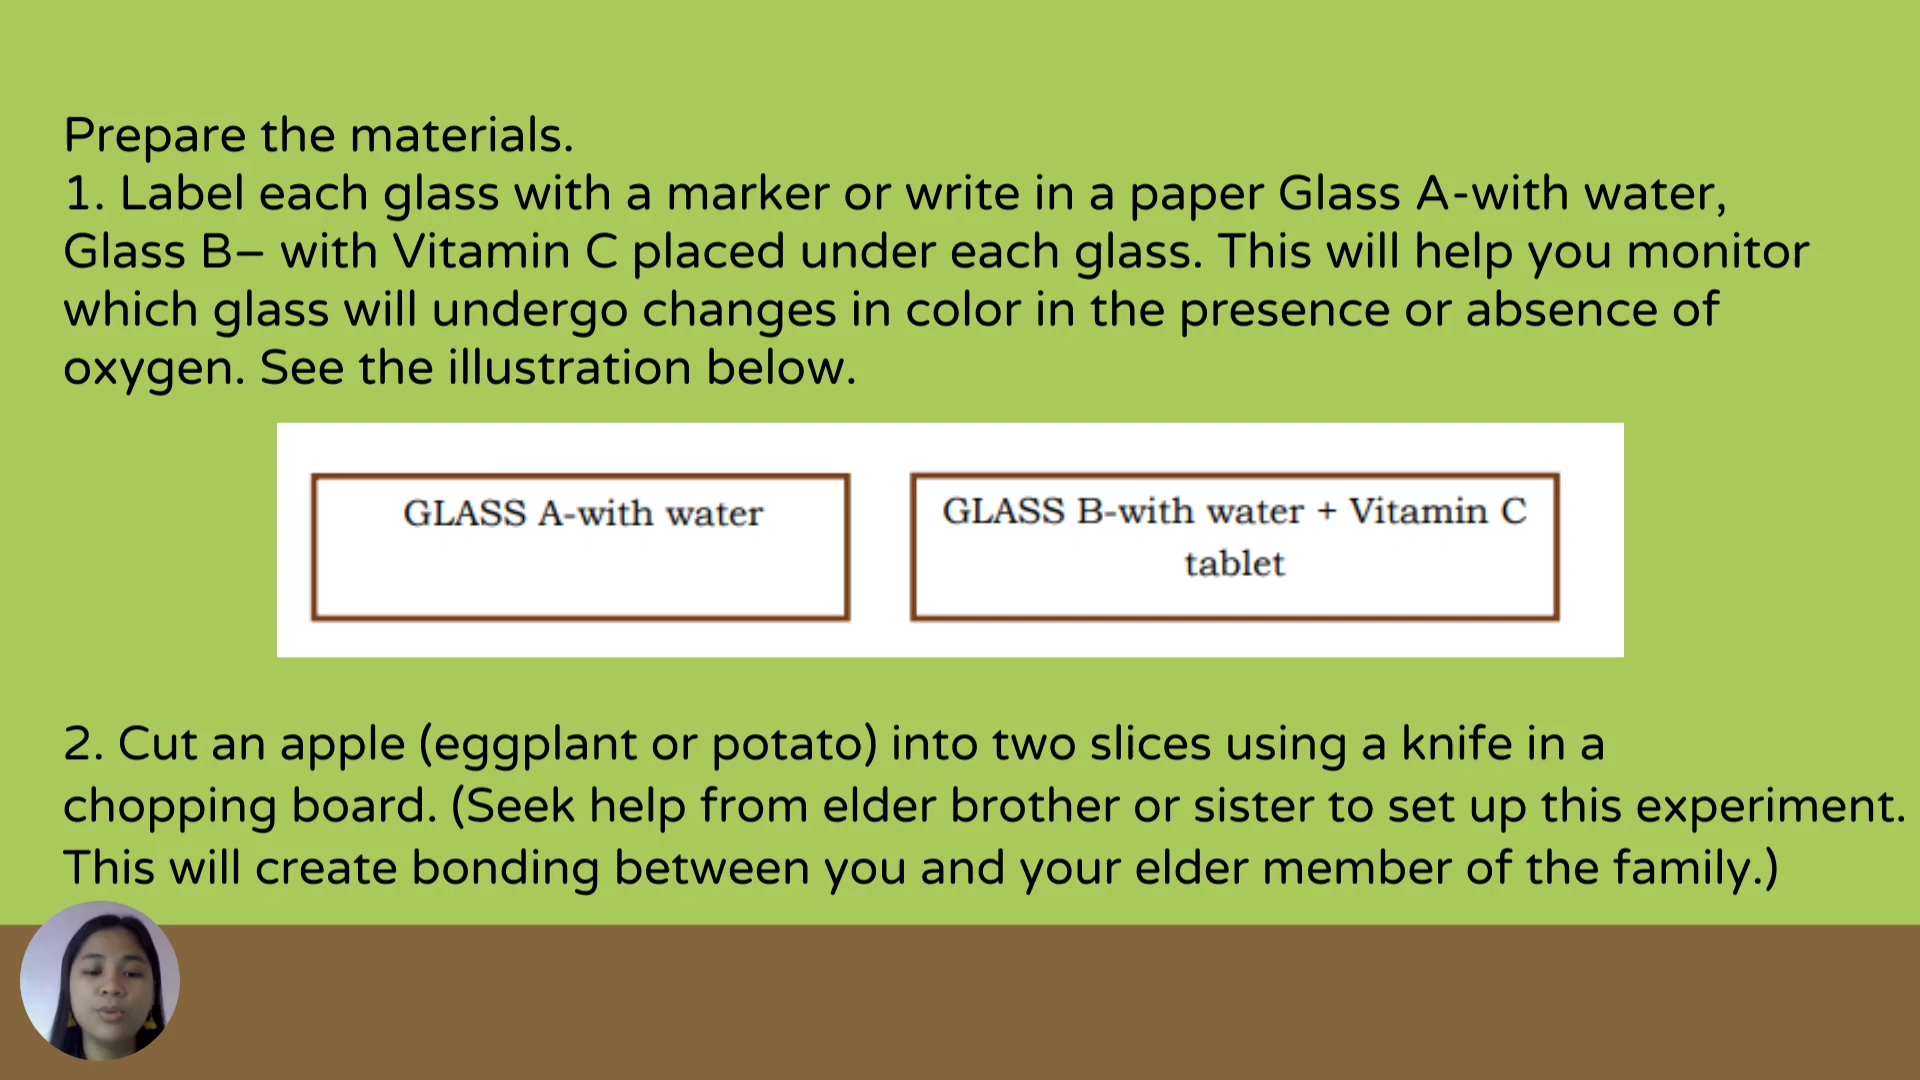 Prepare the materials.
1. Label each glass with a marker or write in a paper Glass A-with water,
Glass B– with Vitamin C placed under each glass. This will help you monitor
which glass will undergo changes in color in the presence or absence of
oxygen. See the illustration below.
GLASS A-with water
GLASS B-with water + Vitamin C
tablet
2. Cut an apple (eggplant or potato) into two slices using a knife in a
chopping board. (Seek help from elder brother or sister to set up this experiment.
This will create bonding between you and your elder member of the family.)